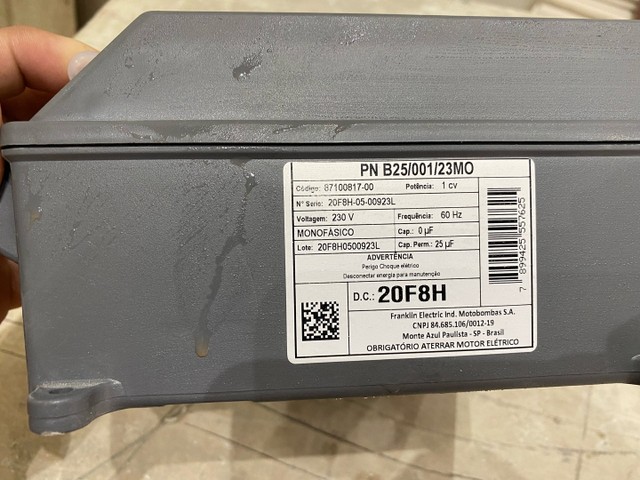 PN B25/001/23MO
Código: 87100817-00 Potência: 1 CV
N° Serie: 20F8H-05-00923L
Voltagem: 230 V Frequência: 60 Hz
MONOFÁSICO Cap.: 0 µF
Lote: 20F8H0500923L Cap. Perm.: 25 µF
ADVERTÊNCIA
Perigo Choque elétrico
Desconectar energia para manutenção
D.C.: 20F8H
Franklin Electric Ind. Motobombas S.A.
CNPJ 84.685.106/0012-19
Monte Azul Paulista - SP - Brasil
OBRIGATÓRIO ATERRAR MOTOR ELÉTRICO
7 899425 557625